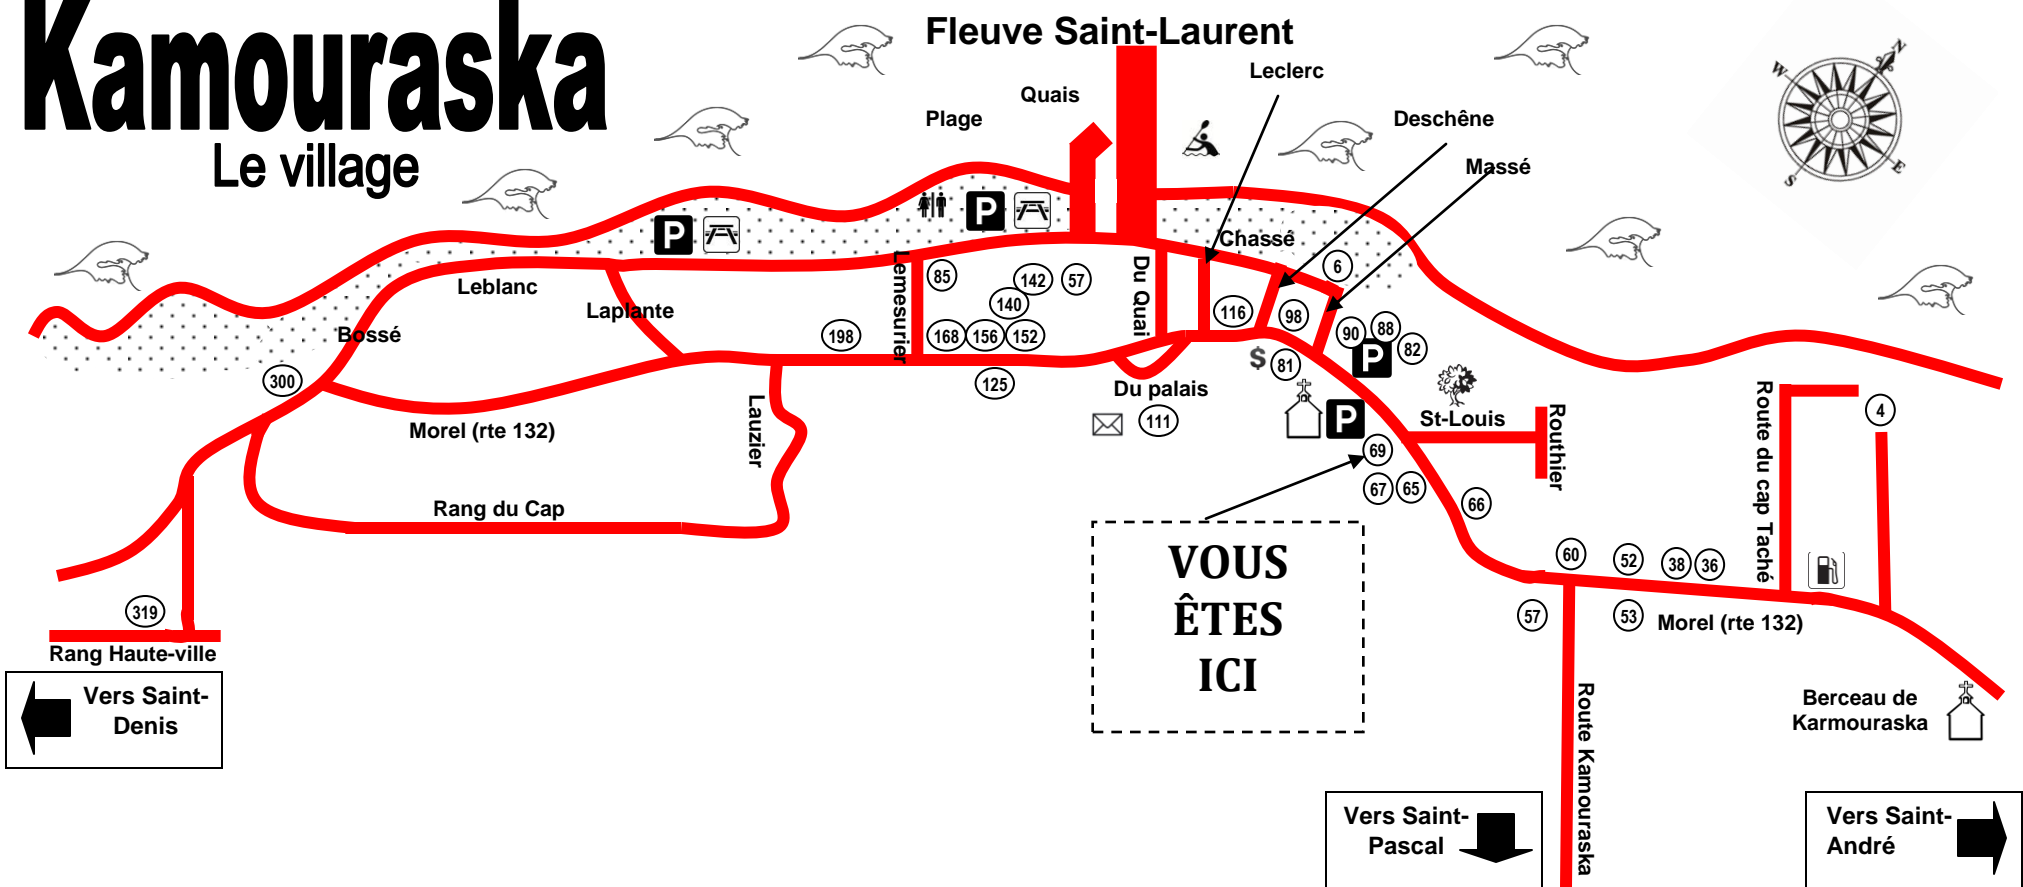 Kamouraska
Le village
Fleuve Saint-Laurent
Leclerc
Quais
Plage
Deschêne
Massé
N
W
E
S
P
P
Chassé
6
Lemesurier
85
142
57
140
Du Quai
Leblanc
Laplante
Bossé
198
168
156
152
116
98
90
88
82
P
$
81
300
125
Du palais
111
P
St-Louis
Routhier
Route du cap Taché
4
Morel (rte 132)
Lauzier
69
67
65
66
Rang du Cap
VOUS
ÊTES
ICI
60
52
38
36
57
53
Morel (rte 132)
319
Rang Haute-ville
Vers Saint-
Denis
Route Kamouraska
Berceau de
Karmouraska
Vers Saint-
Pascal
Vers Saint-
André